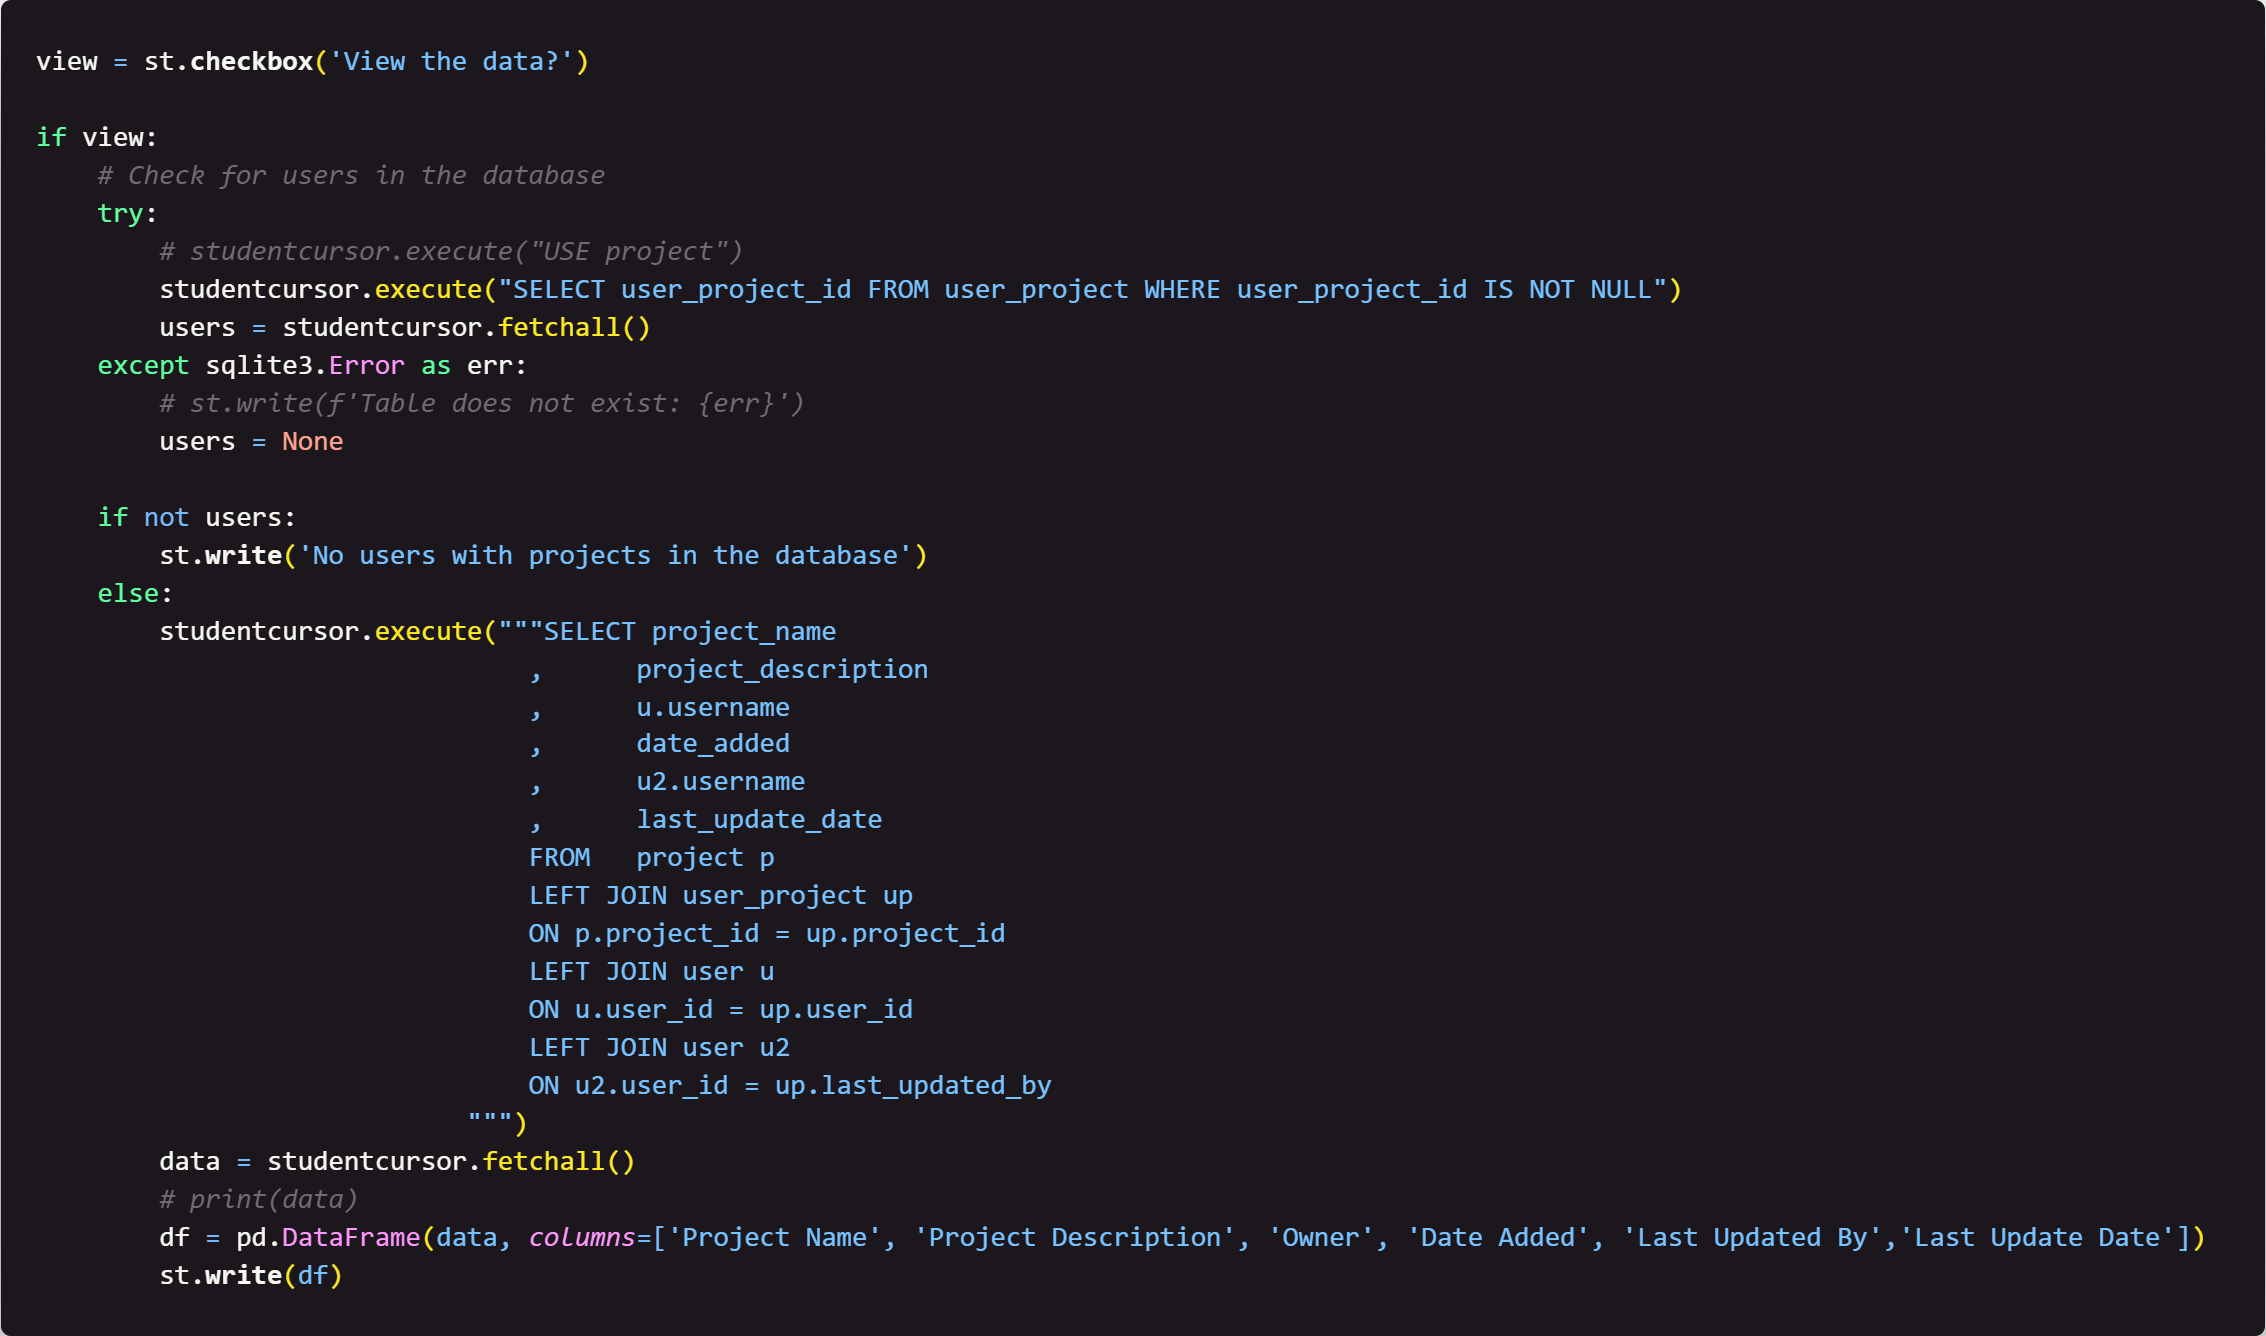 view = st.checkbox('View the data?')
if view:
    # Check for users in the database
    try:
        # studentcursor.execute("USE project")
        studentcursor.execute("SELECT user_project_id FROM user_project WHERE user_project_id IS NOT NULL")
        users = studentcursor.fetchall()
    except sqlite3.Error as err:
        # st.write(f'Table does not exist: {err}')
        users = None
    if not users:
        st.write('No users with projects in the database')
    else:
        studentcursor.execute("""SELECT project_name
                                ,      project_description
                                ,      u.username
                                ,      date_added
                                ,      u2.username
                                ,      last_update_date
                                FROM   project p
                                LEFT JOIN user_project up
                                ON p.project_id = up.project_id
                                LEFT JOIN user u
                                ON u.user_id = up.user_id
                                LEFT JOIN user u2
                                ON u2.user_id = up.last_updated_by
                            """)
        data = studentcursor.fetchall()
        # print(data)
        df = pd.DataFrame(data, columns=['Project Name', 'Project Description', 'Owner', 'Date Added', 'Last Updated By','Last Update Date'])
        st.write(df)